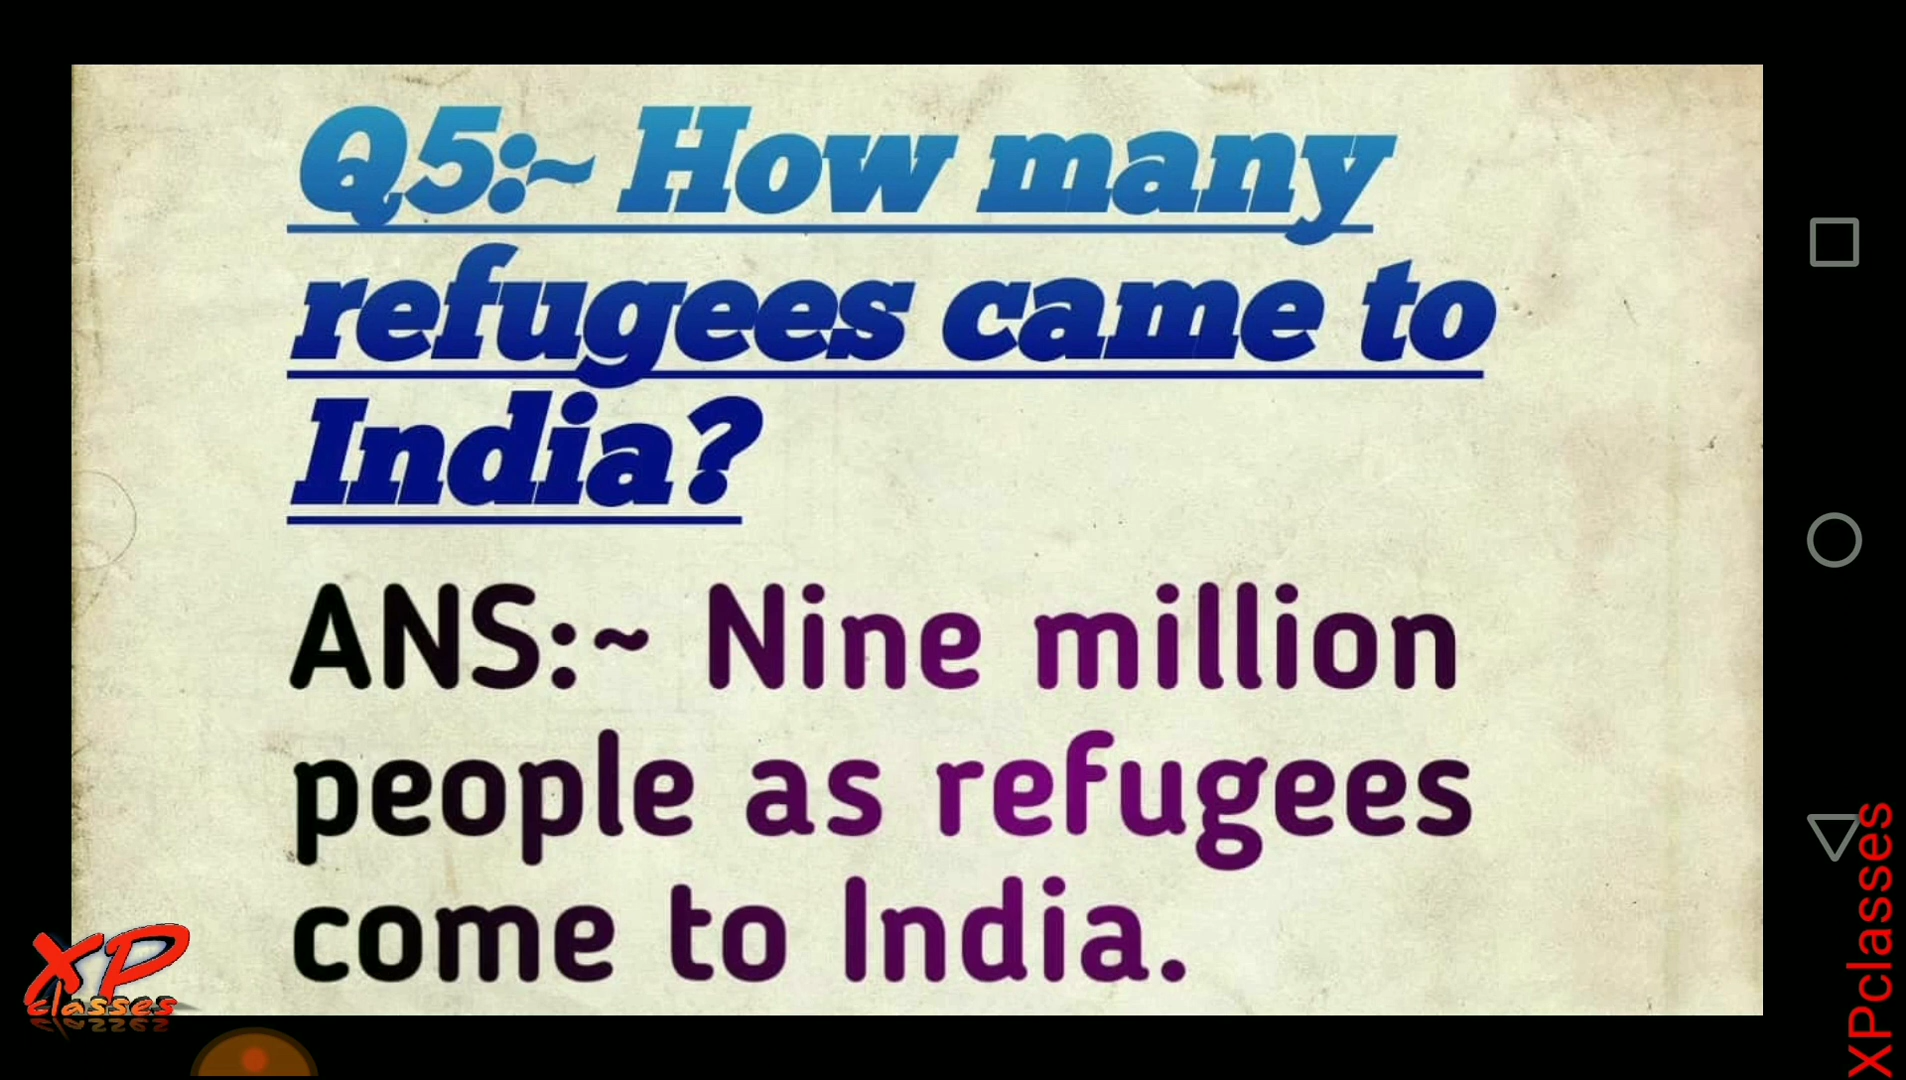 Q5:~ How many
refugees came to
India?
ANS:~ Nine million
people as refugees
come to India.
XP
classes
XPclasses